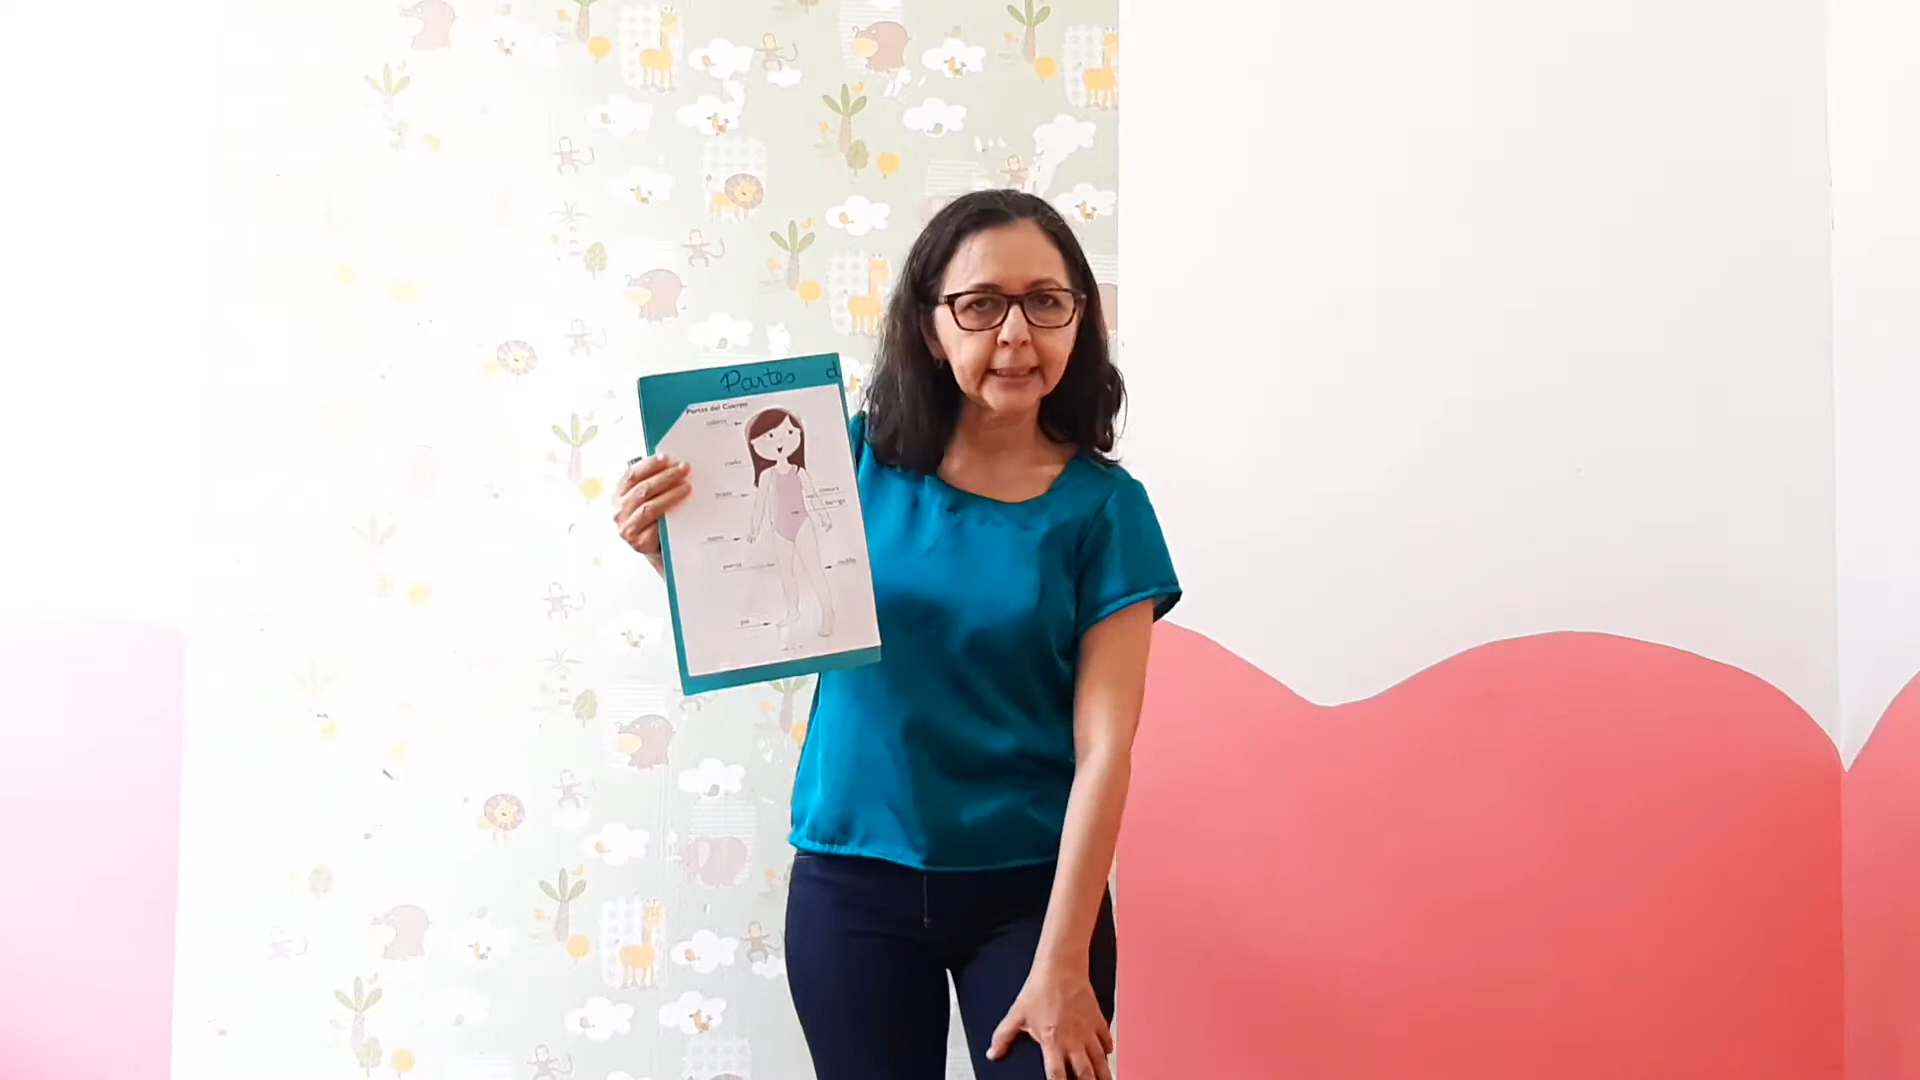 Partes d
Partes del Cuerpo
cabeza
cuello
brazo
cintura
barriga
mano
pierna
rodilla
pie